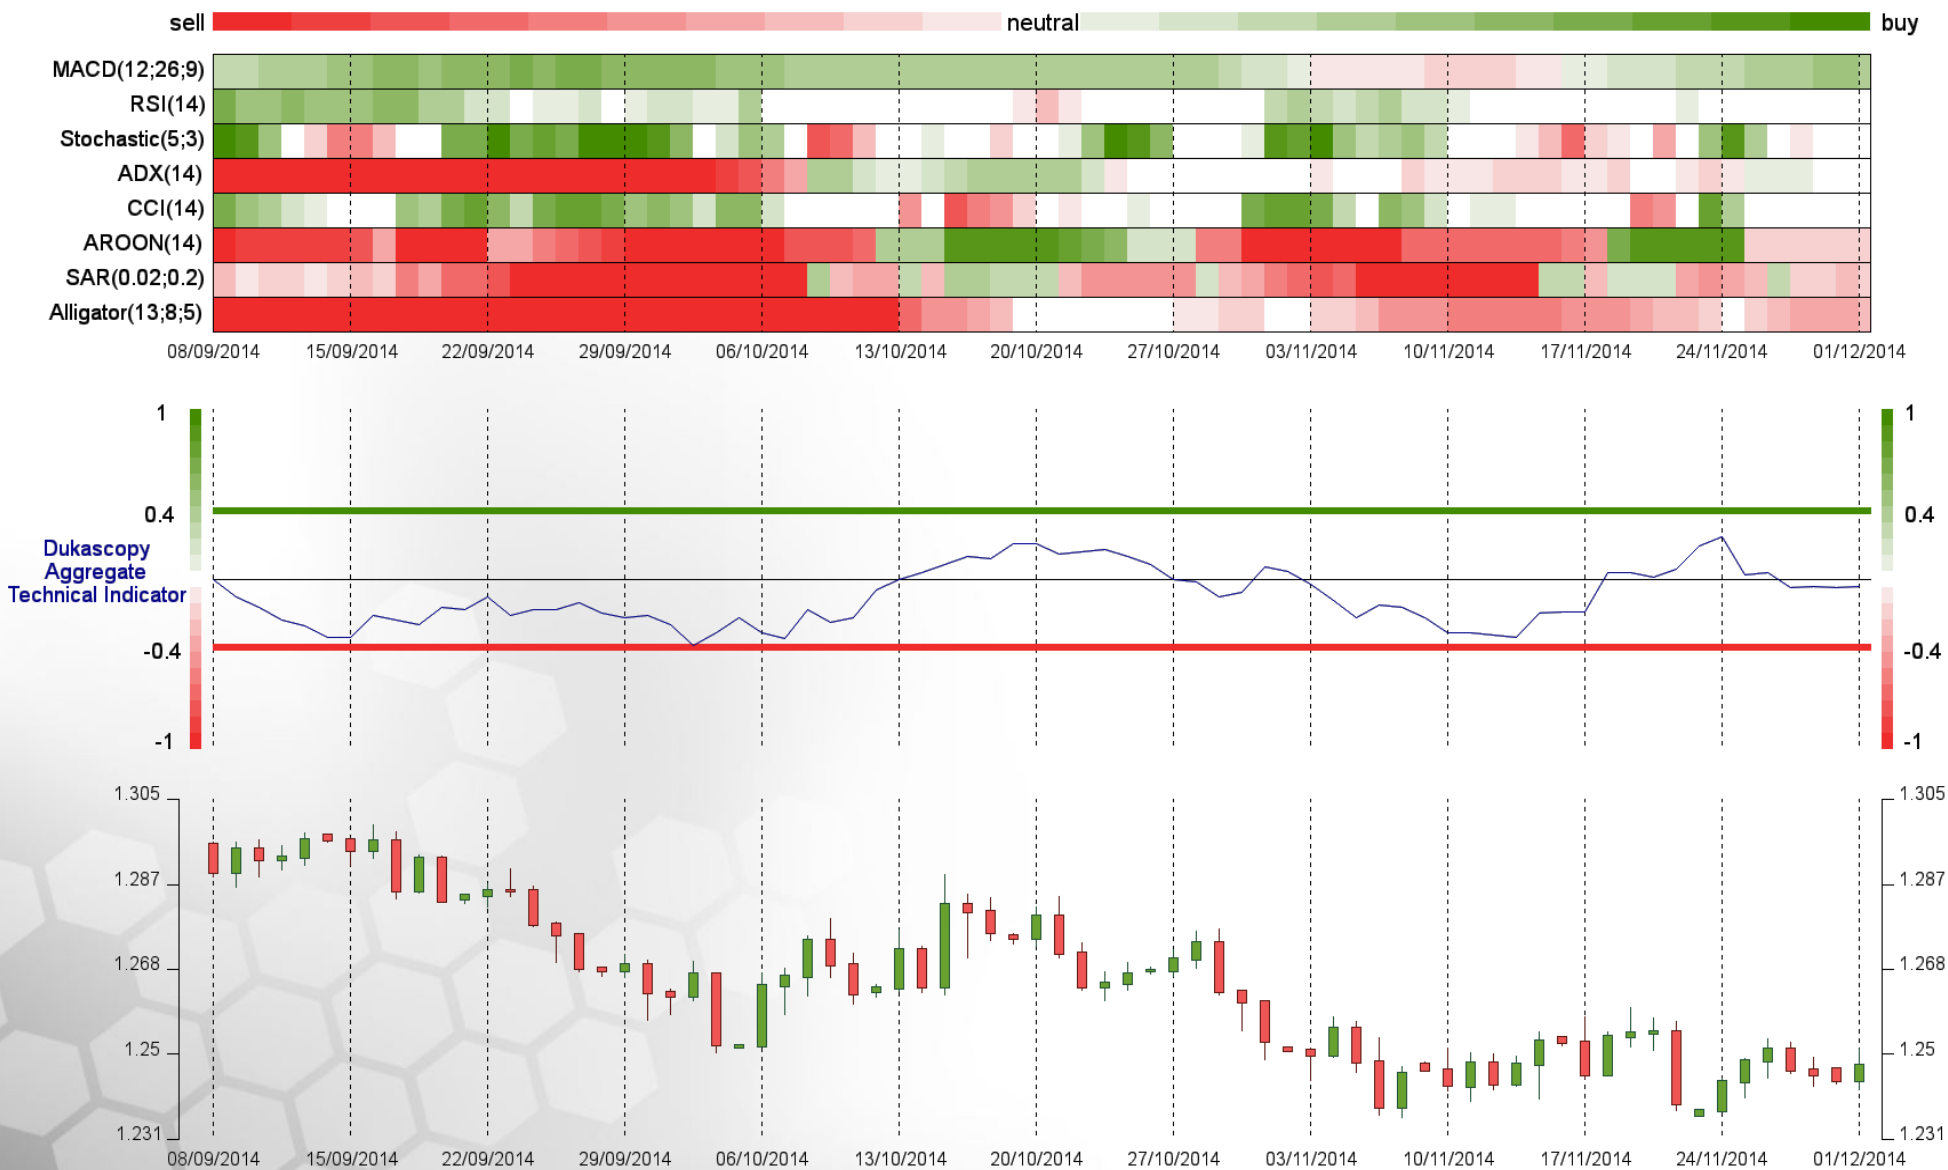 sell neutral buy
MACD(12;26;9)
RSI(14)
Stochastic(5;3)
ADX(14)
CCI(14)
AROON(14)
SAR(0.02;0.2)
Alligator(13;8;5)
08/09/2014 15/09/2014 22/09/2014 29/09/2014 06/10/2014 13/10/2014 20/10/2014 27/10/2014 03/11/2014 10/11/2014 17/11/2014 24/11/2014 01/12/2014
1 1
0.4 0.4
Dukascopy
Aggregate
Technical Indicator
-0.4 -0.4
-1 -1
1.305 1.305
1.287 1.287
1.268 1.268
1.25 1.25
1.231 1.231
08/09/2014 15/09/2014 22/09/2014 29/09/2014 06/10/2014 13/10/2014 20/10/2014 27/10/2014 03/11/2014 10/11/2014 17/11/2014 24/11/2014 01/12/2014